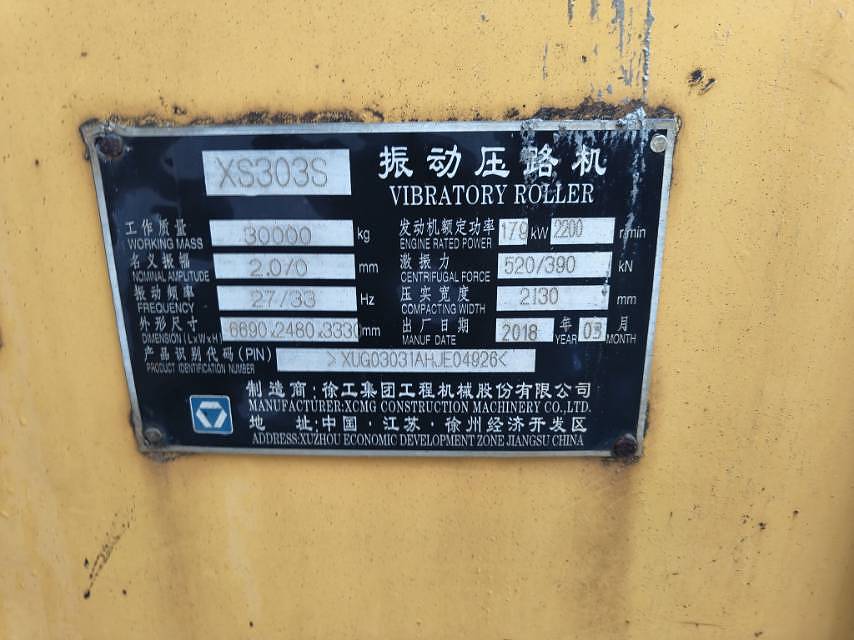 XS303S 振动压路机
VIBRATORY ROLLER
工作质量 30000 kg 发动机额定功率 179 kW 2200 r/min
WORKING MASS ENGINE RATED POWER
名义振幅 2.0/0 mm 激振力 520/390 kN
NOMINAL AMPLITUDE CENTRIFUGAL FORCE
振动频率 27/33 Hz 压实宽度 2130 mm
FREQUENCY COMPACTING WIDTH
外形尺寸 6690×2480×3330 mm 出厂日期 2018 年 03 月
DIMENSION (L×W×H) MANUF DATE YEAR MONTH
产品识别代码(PIN) >XUG03031AHJE04926<
PRODUCT IDENTIFICATION NUMBER
制造商:徐工集团工程机械股份有限公司
MANUFACTURER:XCMG CONSTRUCTION MACHINERY CO.,LTD.
地 址:中国·江苏·徐州经济开发区
ADDRESS:XUZHOU ECONOMIC DEVELOPMENT ZONE JIANGSU CHINA